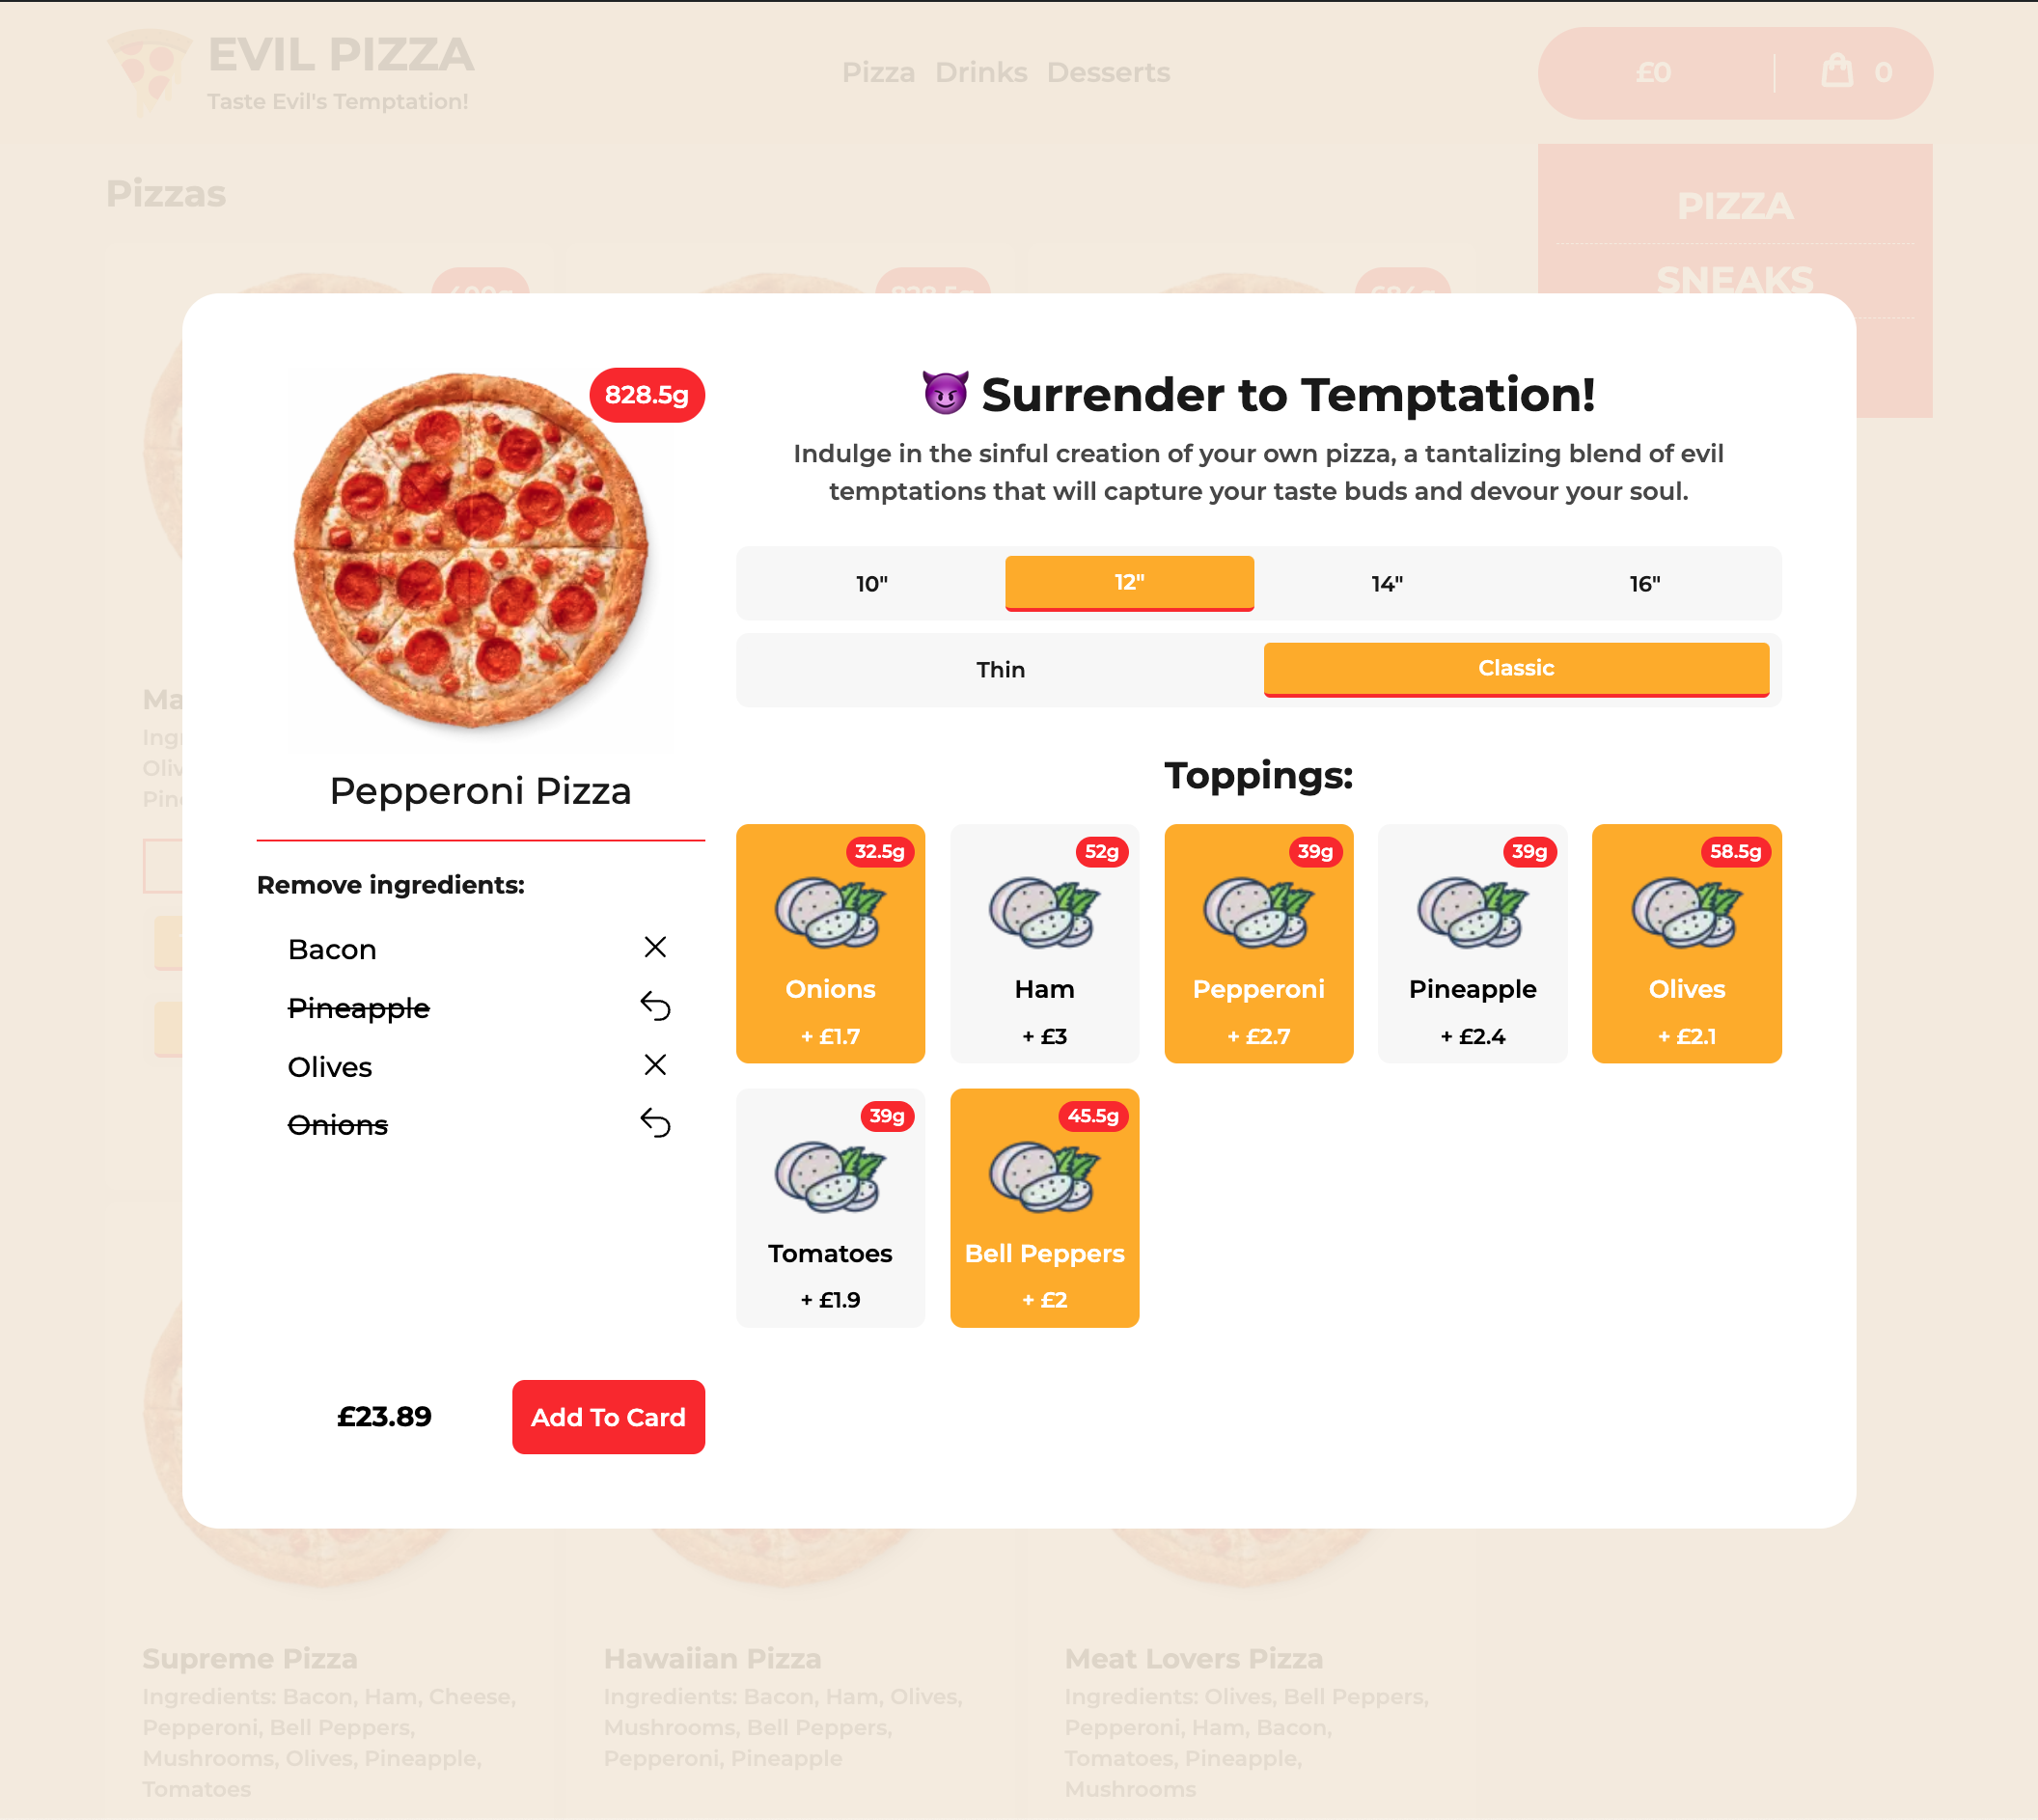 EVIL PIZZA
Taste Evil's Temptation!
Pizza Drinks Desserts
£0
0
Pizzas
PIZZA
SNEAKS
828.5g
😈 Surrender to Temptation!
Indulge in the sinful creation of your own pizza, a tantalizing blend of evil
temptations that will capture your taste buds and devour your soul.
10" 12" 14" 16"
Thin Classic
Pepperoni Pizza
Remove ingredients:
Bacon
Pineapple
Olives
Onions
£23.89
Add To Card
Toppings:
32.5g
Onions
+ £1.7
52g
Ham
+ £3
39g
Pepperoni
+ £2.7
39g
Pineapple
+ £2.4
58.5g
Olives
+ £2.1
39g
Tomatoes
+ £1.9
45.5g
Bell Peppers
+ £2
Supreme Pizza
Ingredients: Bacon, Ham, Cheese,
Pepperoni, Bell Peppers,
Mushrooms, Olives, Pineapple,
Tomatoes
Hawaiian Pizza
Ingredients: Bacon, Ham, Olives,
Mushrooms, Bell Peppers,
Pepperoni, Pineapple
Meat Lovers Pizza
Ingredients: Olives, Bell Peppers,
Pepperoni, Ham, Bacon,
Tomatoes, Pineapple,
Mushrooms